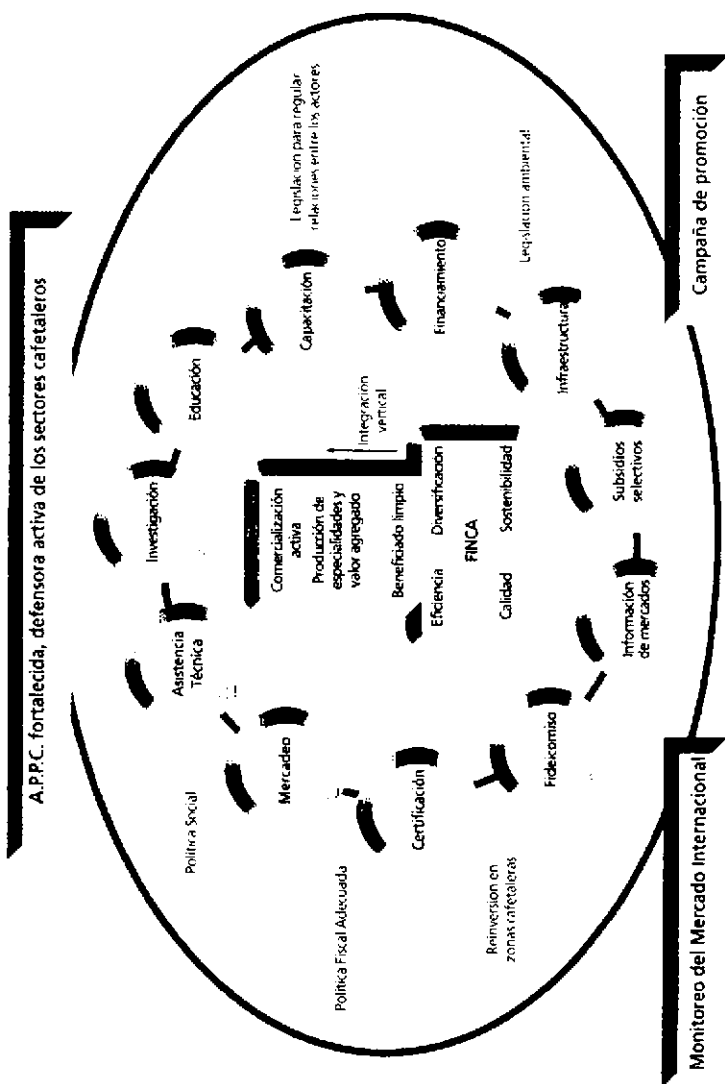 A.P.P.C. fortalecida, defensora activa de los sectores cafetaleros
Política Social
Política Fiscal Adecuada
Reinversion en
zonas cafetaleras
Legislacion para regular
relaciones entre los actores
Legislacion ambiental
Investigación
Educación
Capacitación
Financiamiento
Infraestructura
Subsidios
selectivos
Información
de mercados
Fideicomiso
Certificación
Mercadeo
Asistencia
Técnica
Comercialización
activa
Producción de
especialidades y
valor agregado
Integración
vertical
Beneficiado limpio
Eficiencia
Diversificación
FINCA
Calidad
Sostenibilidad
Monitoreo del Mercado Internacional
Campaña de promoción